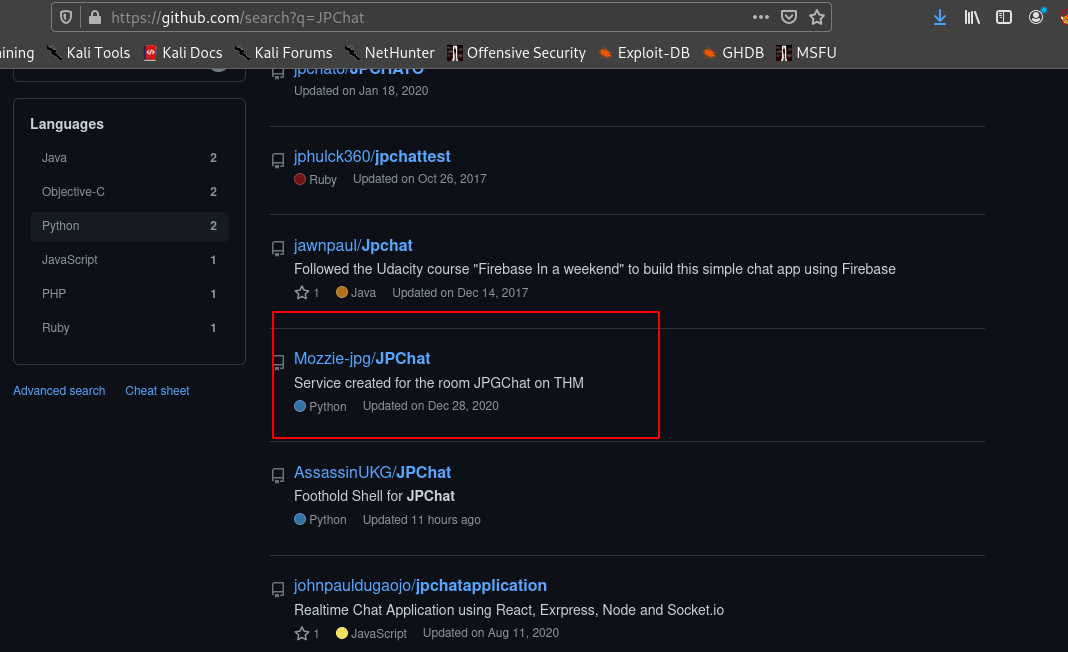 https://github.com/search?q=JPChat
ining Kali Tools Kali Docs Kali Forums NetHunter Offensive Security Exploit-DB GHDB MSFU
jpchato/JPCHATO
Updated on Jan 18, 2020
Languages
Java 2
Objective-C 2
Python 2
JavaScript 1
PHP 1
Ruby 1
Advanced search Cheat sheet
jphulck360/jpchattest
Ruby Updated on Oct 26, 2017
jawnpaul/Jpchat
Followed the Udacity course "Firebase In a weekend" to build this simple chat app using Firebase
1 Java Updated on Dec 14, 2017
Mozzie-jpg/JPChat
Service created for the room JPGChat on THM
Python Updated on Dec 28, 2020
AssassinUKG/JPChat
Foothold Shell for JPChat
Python Updated 11 hours ago
johnpauldugaojo/jpchatapplication
Realtime Chat Application using React, Exrpress, Node and Socket.io
1 JavaScript Updated on Aug 11, 2020